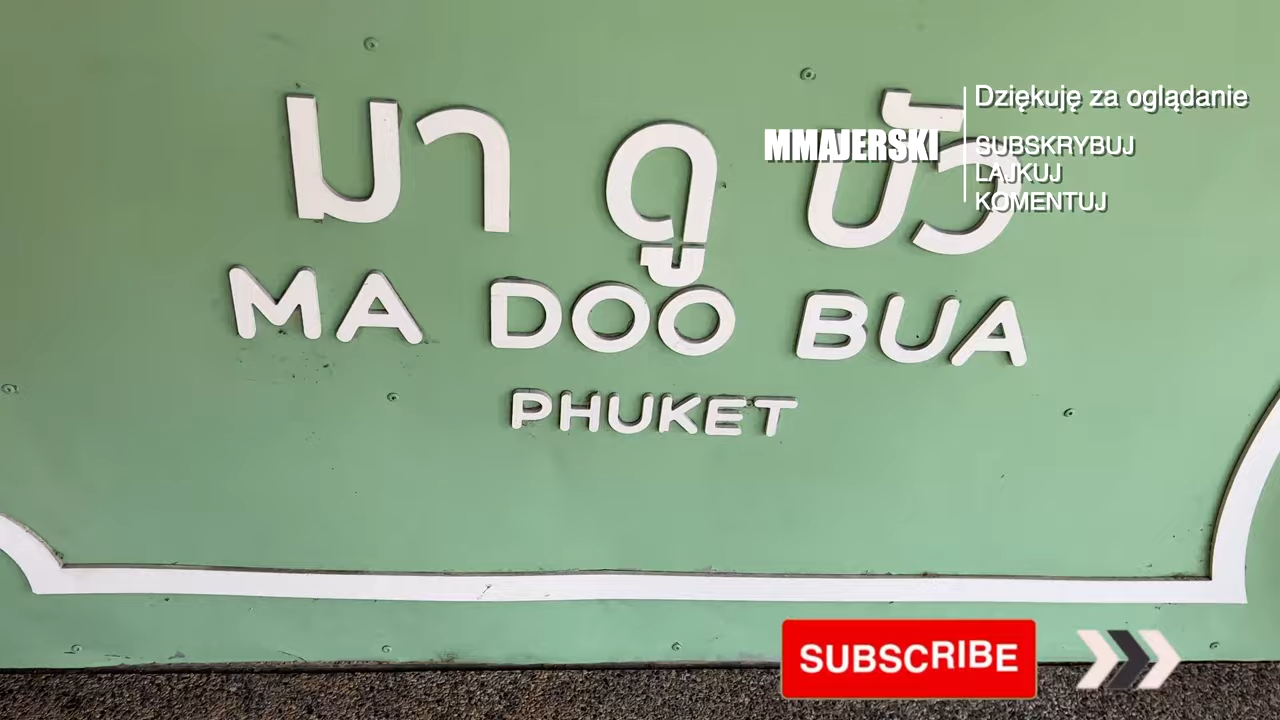 มา ดู บัว
MA DOO BUA
PHUKET
MMAJERSKI
Dziękuję za oglądanie
SUBSKRYBUJ
LAJKUJ
KOMENTUJ
SUBSCRIBE